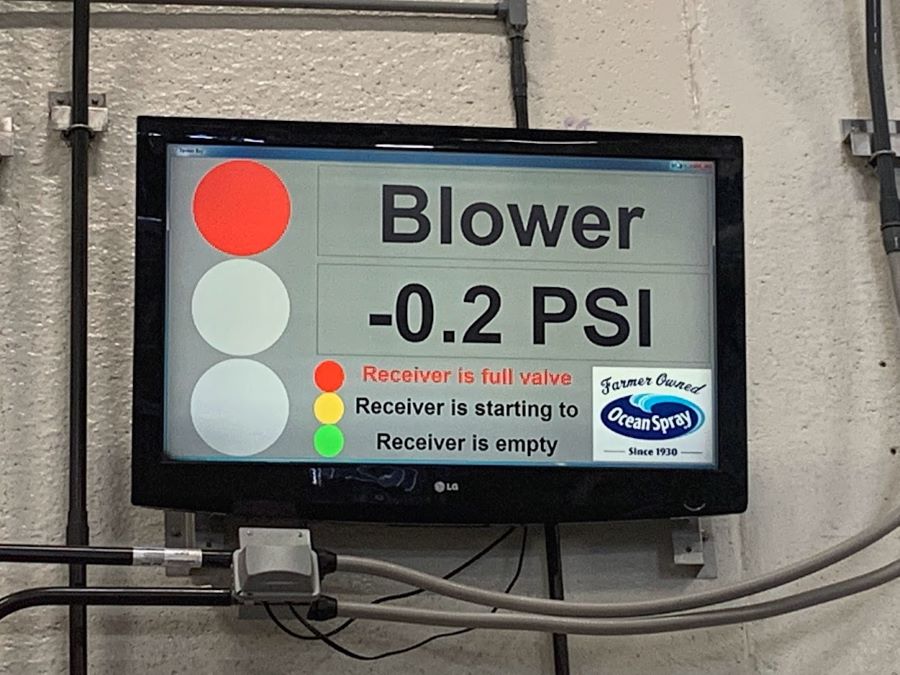 Blower
-0.2 PSI
Receiver is full valve
Receiver is starting to
Receiver is empty
Farmer Owned
Ocean Spray
Since 1930
LG